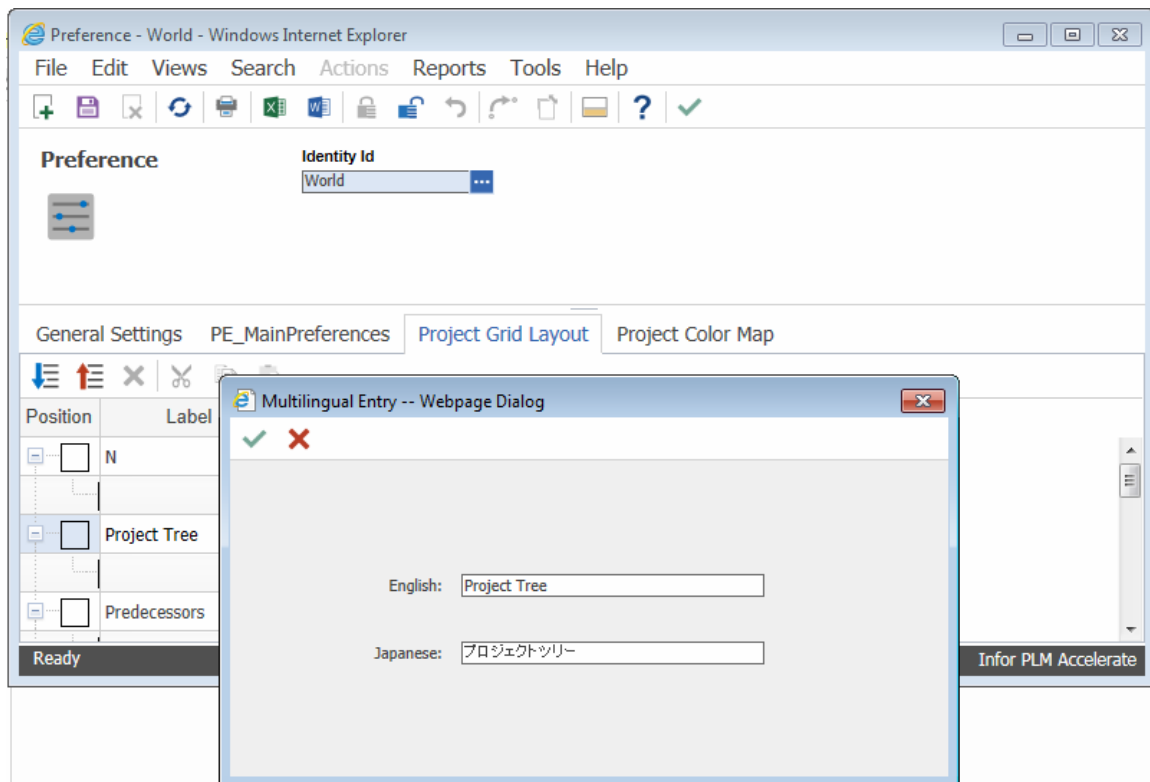 Preference - World - Windows Internet Explorer
File Edit Views Search Actions Reports Tools Help
Preference
Identity Id
World
General Settings PE_MainPreferences Project Grid Layout Project Color Map
Position Label
Multilingual Entry -- Webpage Dialog
N
Project Tree
Predecessors
English: Project Tree
Japanese: プロジェクトツリー
Ready
Infor PLM Accelerate